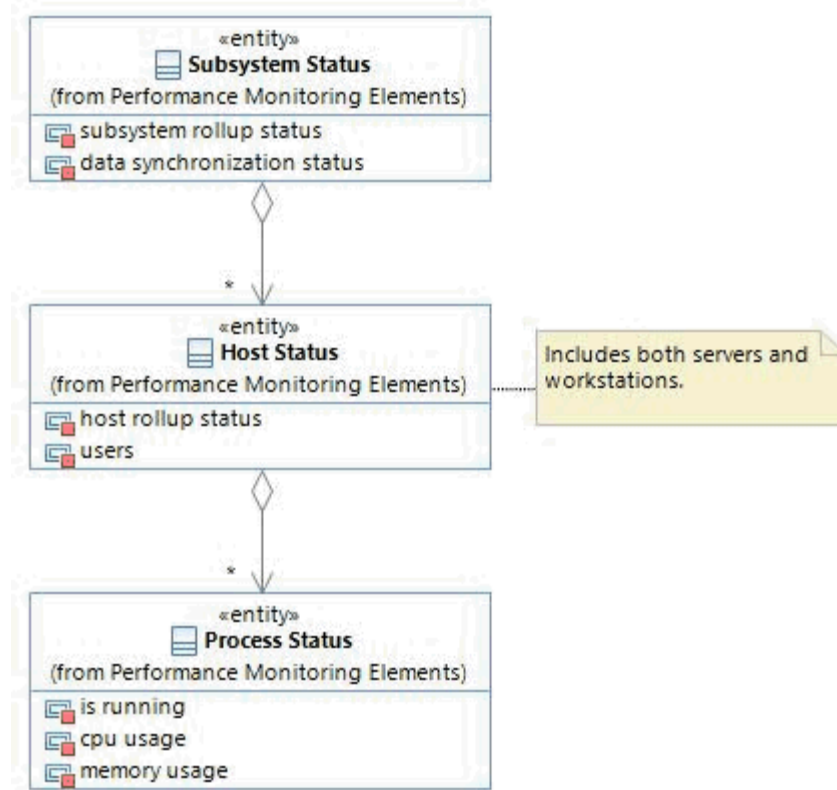 «entity»
Subsystem Status
(from Performance Monitoring Elements)
subsystem rollup status
data synchronization status
*
«entity»
Host Status
(from Performance Monitoring Elements)
host rollup status
users
Includes both servers and
workstations.
*
«entity»
Process Status
(from Performance Monitoring Elements)
is running
cpu usage
memory usage